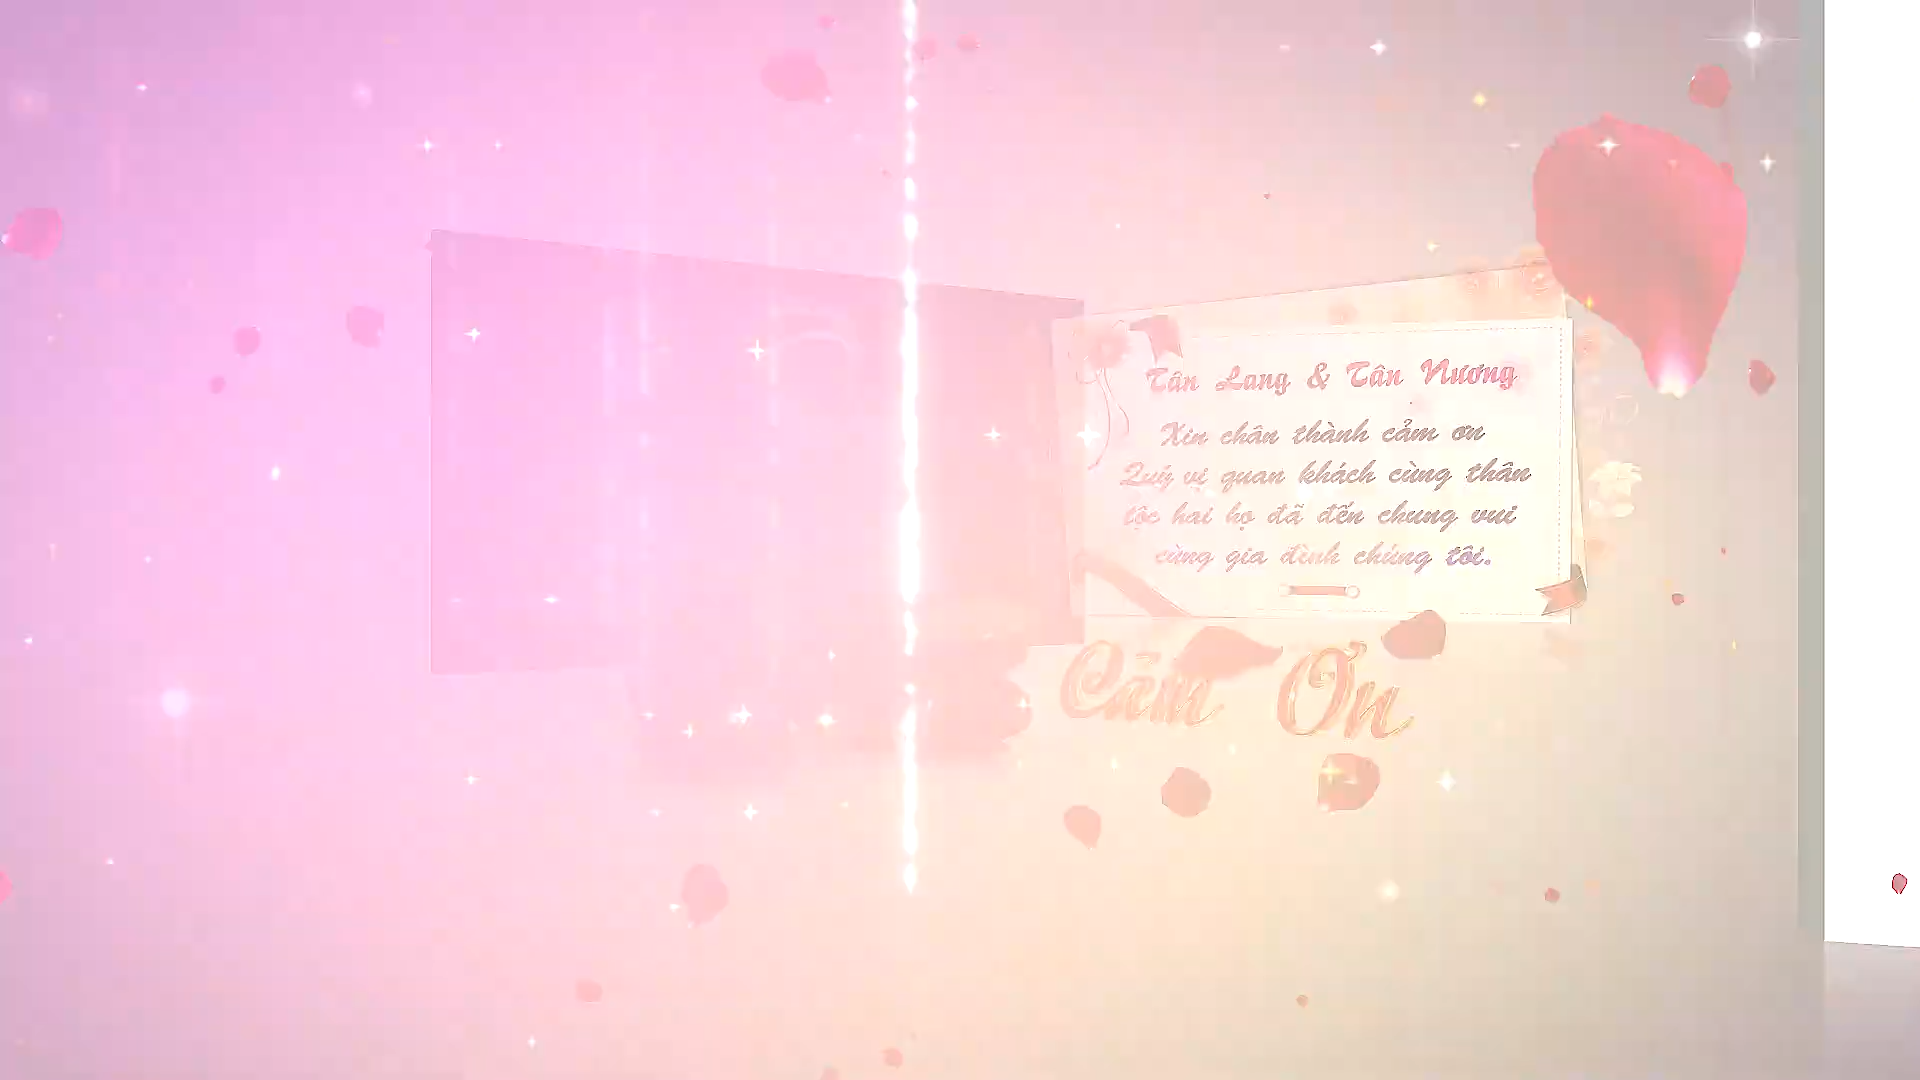 Tân Lang & Tân Nương
Xin chân thành cảm ơn
Quý vị quan khách cùng thân
tộc hai họ đã đến chung vui
cùng gia đình chúng tôi.
Cảm Ơn